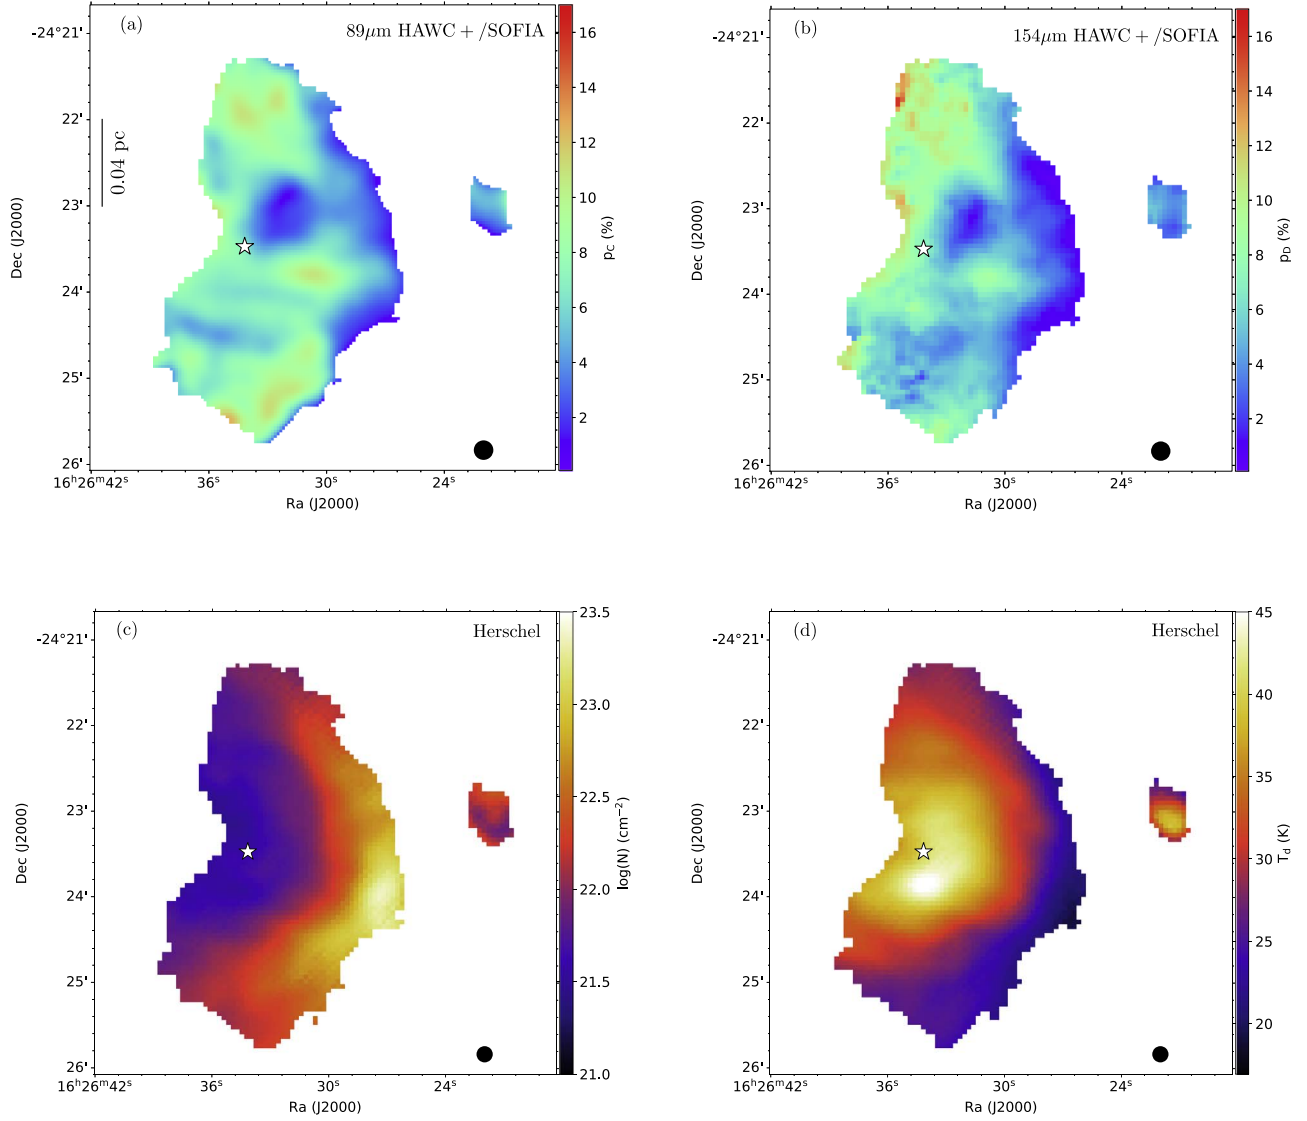 (a) 89μm HAWC + /SOFIA
-24°21'
22'
23'
24'
25'
26'
Dec (J2000)
0.04 pc
16ʰ26ᵐ42ˢ 36ˢ 30ˢ 24ˢ
Ra (J2000)
16
14
12
10
8
6
4
2
p_C (%)
(b) 154μm HAWC + /SOFIA
-24°21'
22'
23'
24'
25'
26'
Dec (J2000)
16ʰ26ᵐ42ˢ 36ˢ 30ˢ 24ˢ
Ra (J2000)
16
14
12
10
8
6
4
2
p_D (%)
(c) Herschel
-24°21'
22'
23'
24'
25'
26'
Dec (J2000)
16ʰ26ᵐ42ˢ 36ˢ 30ˢ 24ˢ
Ra (J2000)
23.5
23.0
22.5
22.0
21.5
21.0
log(N) (cm⁻²)
(d) Herschel
-24°21'
22'
23'
24'
25'
26'
Dec (J2000)
16ʰ26ᵐ42ˢ 36ˢ 30ˢ 24ˢ
Ra (J2000)
45
40
35
30
25
20
T_d (K)